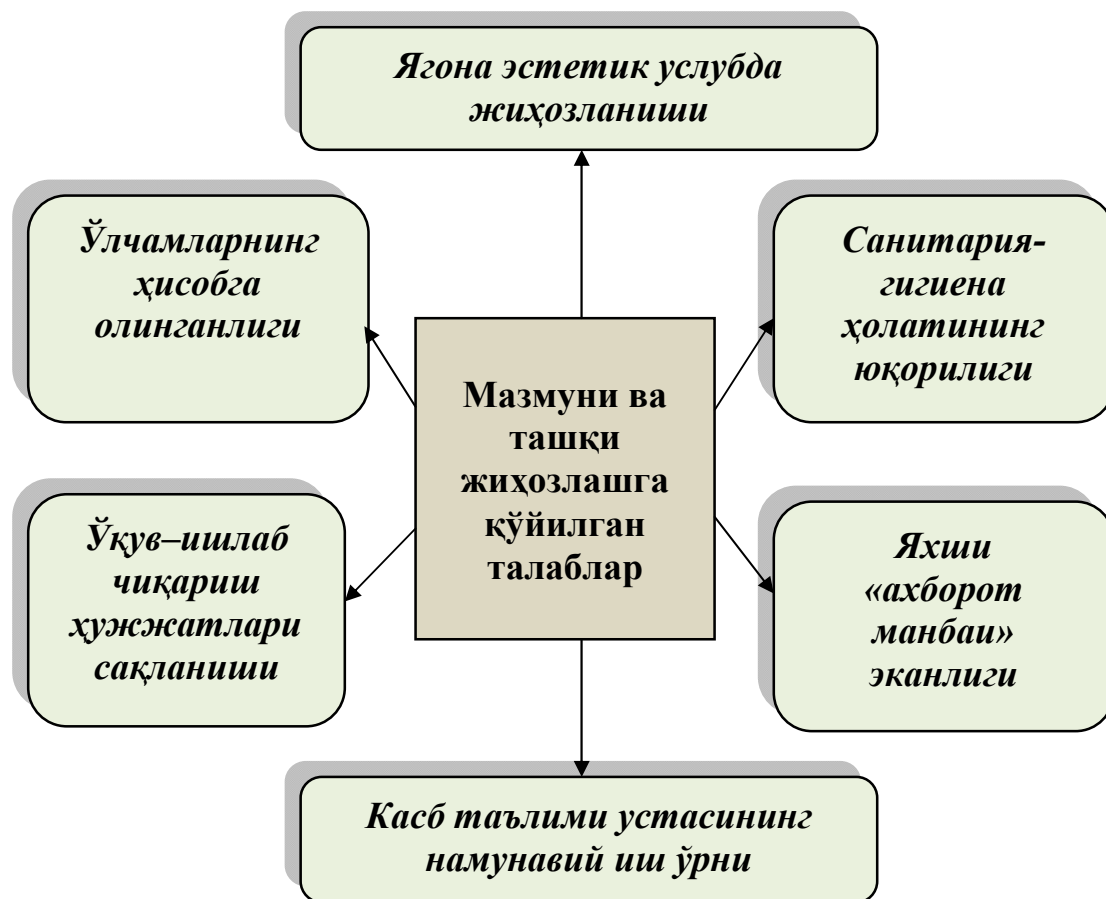 Ягона эстетик услубда
жиҳозланиши
Ўлчамларнинг
ҳисобга
олинганлиги
Санитария-
гигиена
ҳолатининг
юқорилиги
Мазмуни ва
ташқи
жиҳозлашга
қўйилган
талаблар
Ўқув–ишлаб
чиқариш
ҳужжатлари
сақланиши
Яхши
«ахборот
манбаи»
эканлиги
Касб таълими устасининг
намунавий иш ўрни